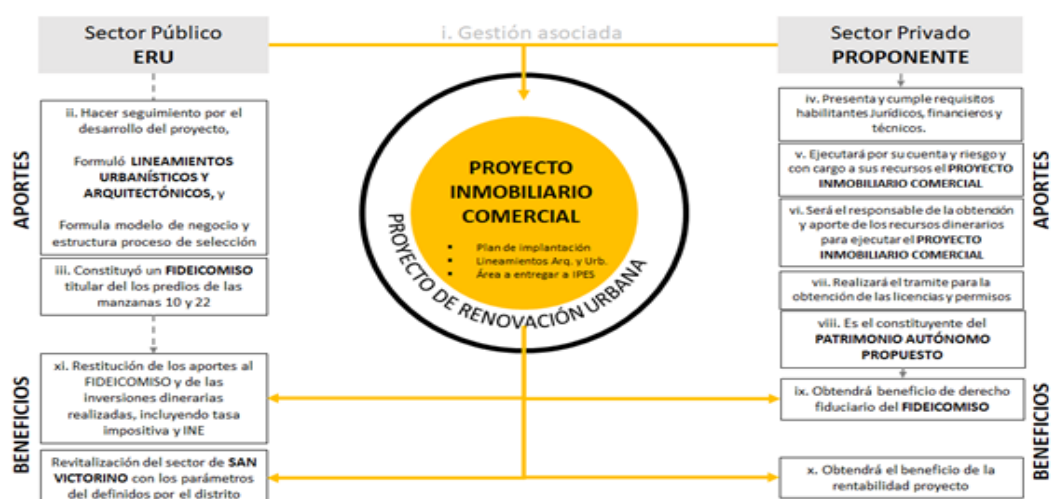 Sector Público
ERU
i. Gestión asociada
Sector Privado
PROPONENTE
APORTES
ii. Hacer seguimiento por el
desarrollo del proyecto,
Formuló LINEAMIENTOS
URBANÍSTICOS Y
ARQUITECTÓNICOS, y
Formula modelo de negocio y
estructura proceso de selección
iii. Constituyó un FIDEICOMISO
titular del los predios de las
manzanas 10 y 22
PROYECTO
INMOBILIARIO
COMERCIAL
▪ Plan de implantación
▪ Lineamientos Arq. y Urb.
▪ Área a entregar a IPES
PROYECTO DE RENOVACIÓN URBANA
iv. Presenta y cumple requisitos
habilitantes Jurídicos, financieros y
técnicos.
v. Ejecutará por su cuenta y riesgo y
con cargo a sus recursos el PROYECTO
INMOBILIARIO COMERCIAL
vi. Será el responsable de la obtención
y aporte de los recursos dinerarios
para ejecutar el PROYECTO
INMOBILIARIO COMERCIAL
vii. Realizará el tramite para la
obtención de las licencias y permisos
viii. Es el constituyente del
PATRIMONIO AUTÓNOMO
PROPUESTO
APORTES
BENEFICIOS
xi. Restitución de los aportes al
FIDEICOMISO y de las
inversiones dinerarias
realizadas, incluyendo tasa
impositiva y INE
Revitalización del sector de SAN
VICTORINO con los parámetros
del definidos por el distrito
ix. Obtendrá beneficio de derecho
fiduciario del FIDEICOMISO
x. Obtendrá el beneficio de la
rentabilidad proyecto
BENEFICIOS